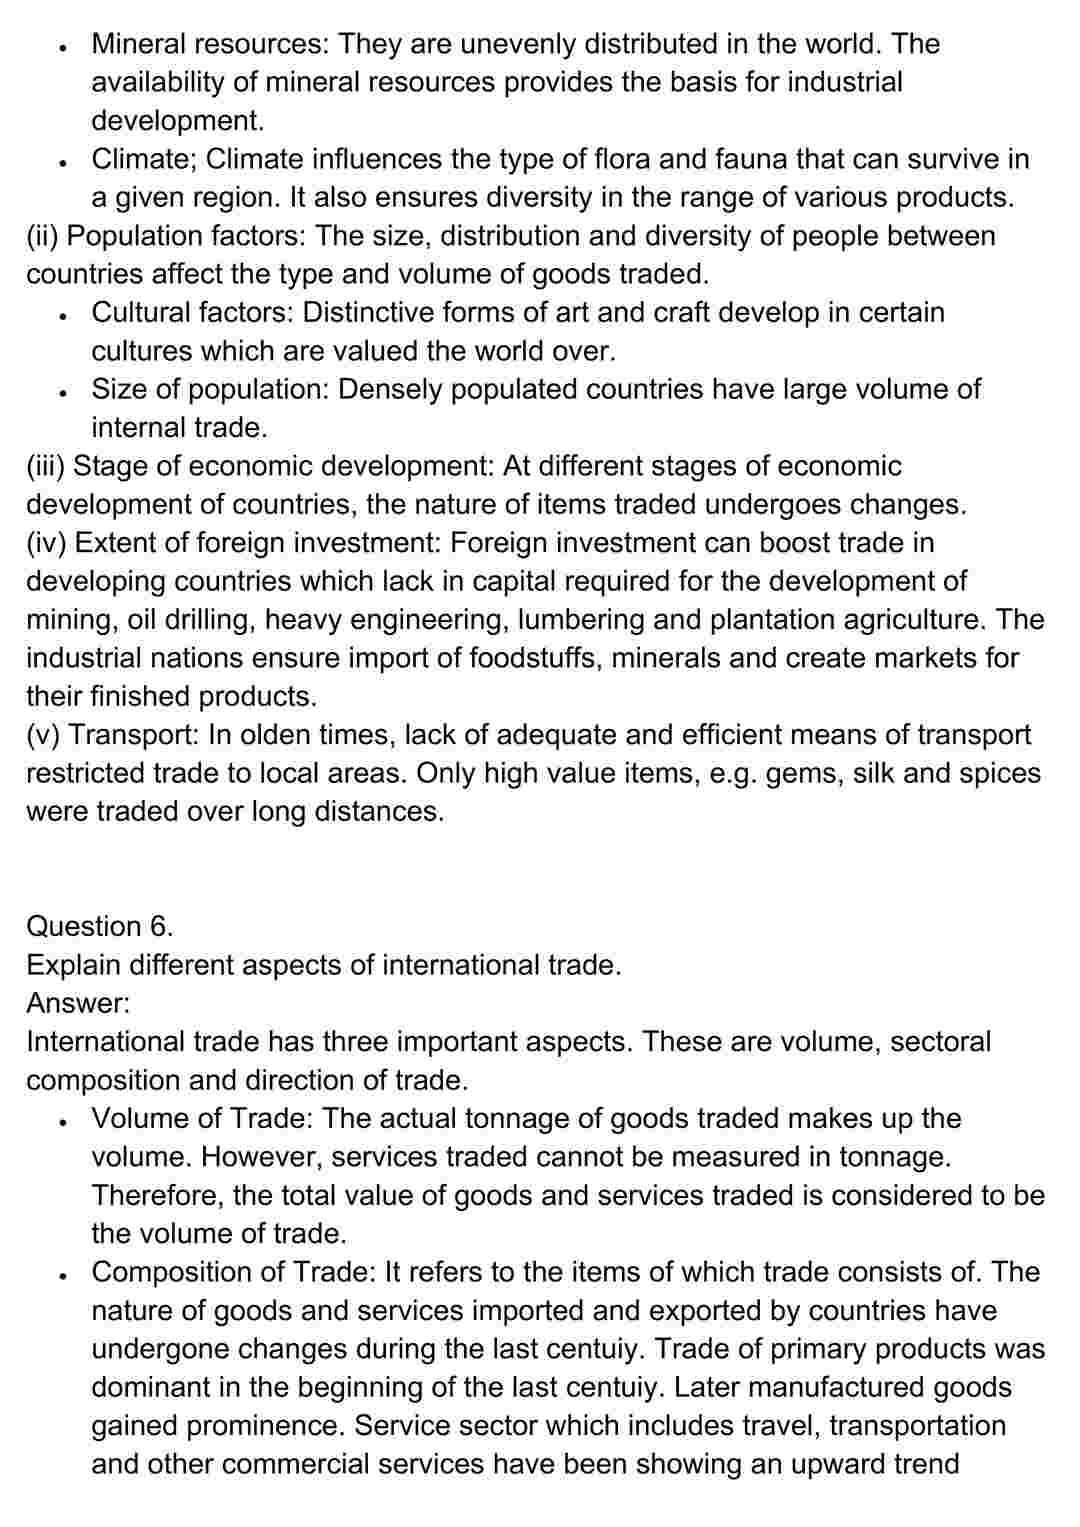 • Mineral resources: They are unevenly distributed in the world. The
availability of mineral resources provides the basis for industrial
development.
• Climate; Climate influences the type of flora and fauna that can survive in
a given region. It also ensures diversity in the range of various products.
(ii) Population factors: The size, distribution and diversity of people between
countries affect the type and volume of goods traded.
• Cultural factors: Distinctive forms of art and craft develop in certain
cultures which are valued the world over.
• Size of population: Densely populated countries have large volume of
internal trade.
(iii) Stage of economic development: At different stages of economic
development of countries, the nature of items traded undergoes changes.
(iv) Extent of foreign investment: Foreign investment can boost trade in
developing countries which lack in capital required for the development of
mining, oil drilling, heavy engineering, lumbering and plantation agriculture. The
industrial nations ensure import of foodstuffs, minerals and create markets for
their finished products.
(v) Transport: In olden times, lack of adequate and efficient means of transport
restricted trade to local areas. Only high value items, e.g. gems, silk and spices
were traded over long distances.
Question 6.
Explain different aspects of international trade.
Answer:
International trade has three important aspects. These are volume, sectoral
composition and direction of trade.
• Volume of Trade: The actual tonnage of goods traded makes up the
volume. However, services traded cannot be measured in tonnage.
Therefore, the total value of goods and services traded is considered to be
the volume of trade.
• Composition of Trade: It refers to the items of which trade consists of. The
nature of goods and services imported and exported by countries have
undergone changes during the last centuiy. Trade of primary products was
dominant in the beginning of the last centuiy. Later manufactured goods
gained prominence. Service sector which includes travel, transportation
and other commercial services have been showing an upward trend